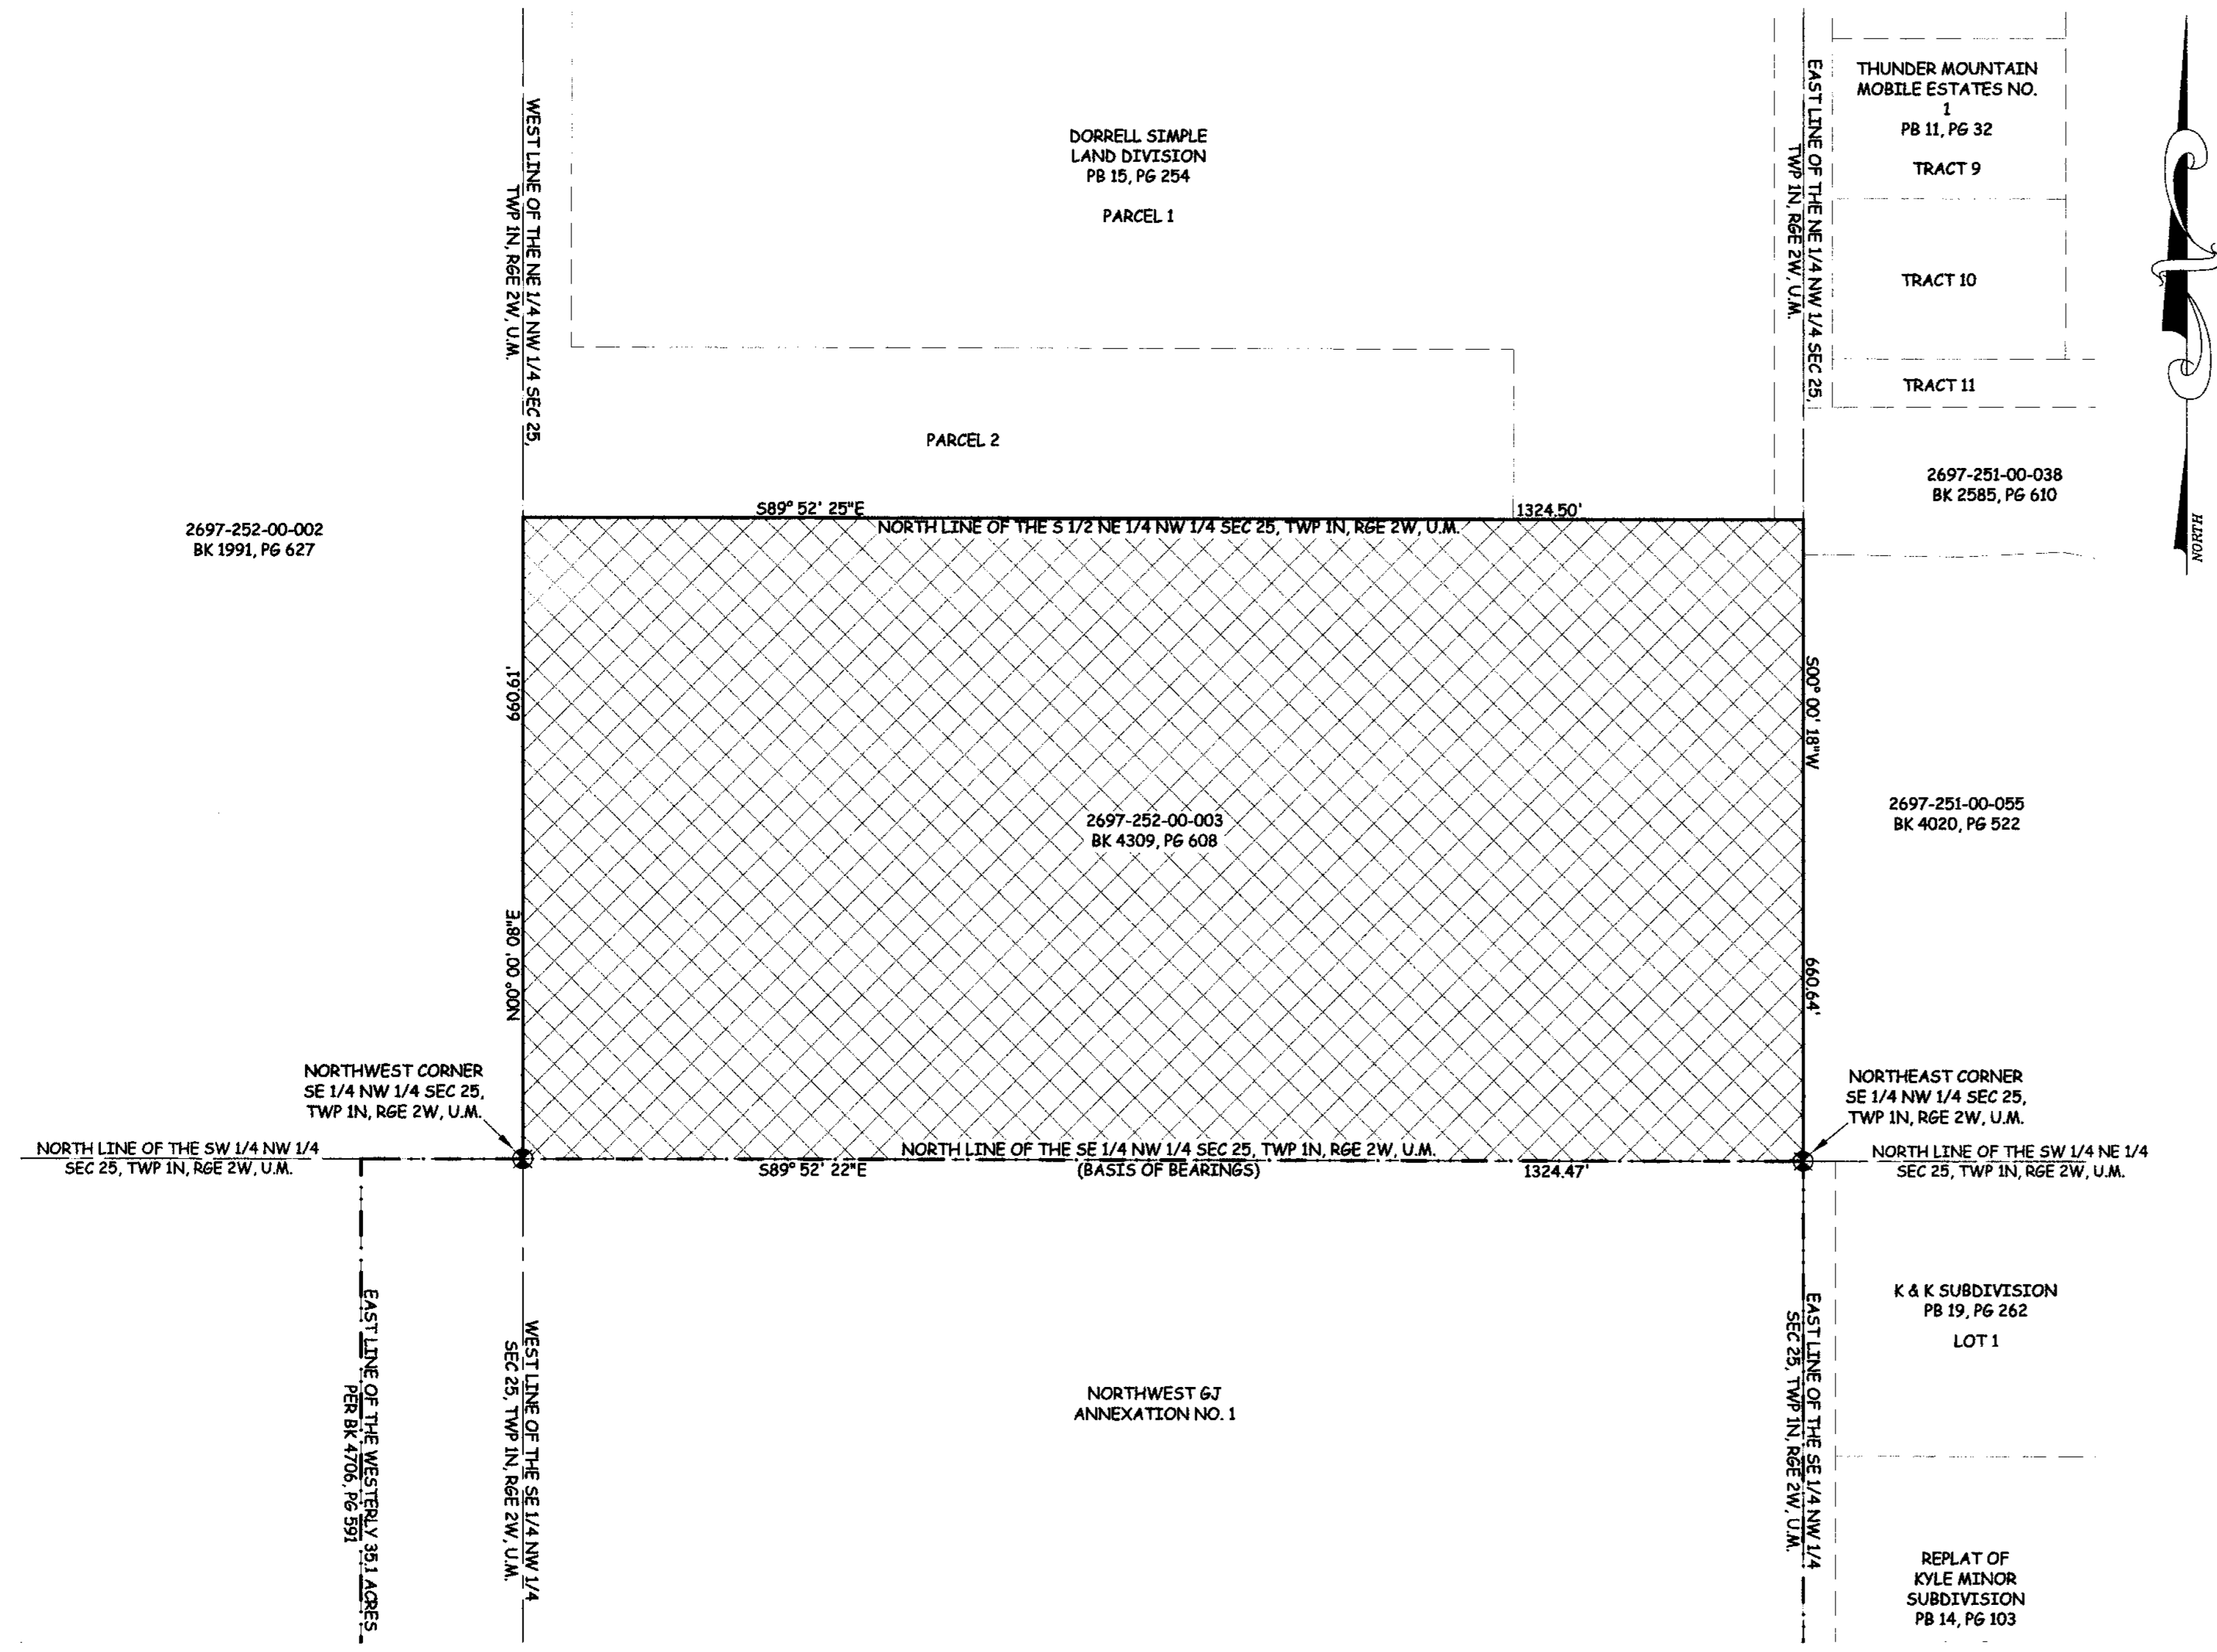 THUNDER MOUNTAIN
MOBILE ESTATES NO.
1
PB 11, PG 32
TRACT 9
TRACT 10
TRACT 11
DORRELL SIMPLE
LAND DIVISION
PB 15, PG 254
PARCEL 1
PARCEL 2
WEST LINE OF THE NE 1/4 NW 1/4 SEC 25,
TWP 1N, RGE 2W, U.M.
EAST LINE OF THE NE 1/4 NW 1/4 SEC 25,
TWP 1N, RGE 2W, U.M.
NORTH
2697-251-00-038
BK 2585, PG 610
2697-252-00-002
BK 1991, PG 627
S89° 52' 25"E
1324.50'
NORTH LINE OF THE S 1/2 NE 1/4 NW 1/4 SEC 25, TWP 1N, RGE 2W, U.M.
660.61'
N00° 00' 08"E
S00° 00' 18"W
660.64'
2697-252-00-003
BK 4309, PG 608
2697-251-00-055
BK 4020, PG 522
NORTHWEST CORNER
SE 1/4 NW 1/4 SEC 25,
TWP 1N, RGE 2W, U.M.
NORTHEAST CORNER
SE 1/4 NW 1/4 SEC 25,
TWP 1N, RGE 2W, U.M.
NORTH LINE OF THE SW 1/4 NW 1/4
SEC 25, TWP 1N, RGE 2W, U.M.
NORTH LINE OF THE SE 1/4 NW 1/4 SEC 25, TWP 1N, RGE 2W, U.M.
S89° 52' 22"E
(BASIS OF BEARINGS)
1324.47'
NORTH LINE OF THE SW 1/4 NE 1/4
SEC 25, TWP 1N, RGE 2W, U.M.
EAST LINE OF THE WESTERLY 35.1 ACRES
PER BK 4706, PG 591
WEST LINE OF THE SE 1/4 NW 1/4
SEC 25, TWP 1N, RGE 2W, U.M.
NORTHWEST GJ
ANNEXATION NO. 1
EAST LINE OF THE SE 1/4 NW 1/4
SEC 25, TWP 1N, RGE 2W, U.M.
K & K SUBDIVISION
PB 19, PG 262
LOT 1
REPLAT OF
KYLE MINOR
SUBDIVISION
PB 14, PG 103